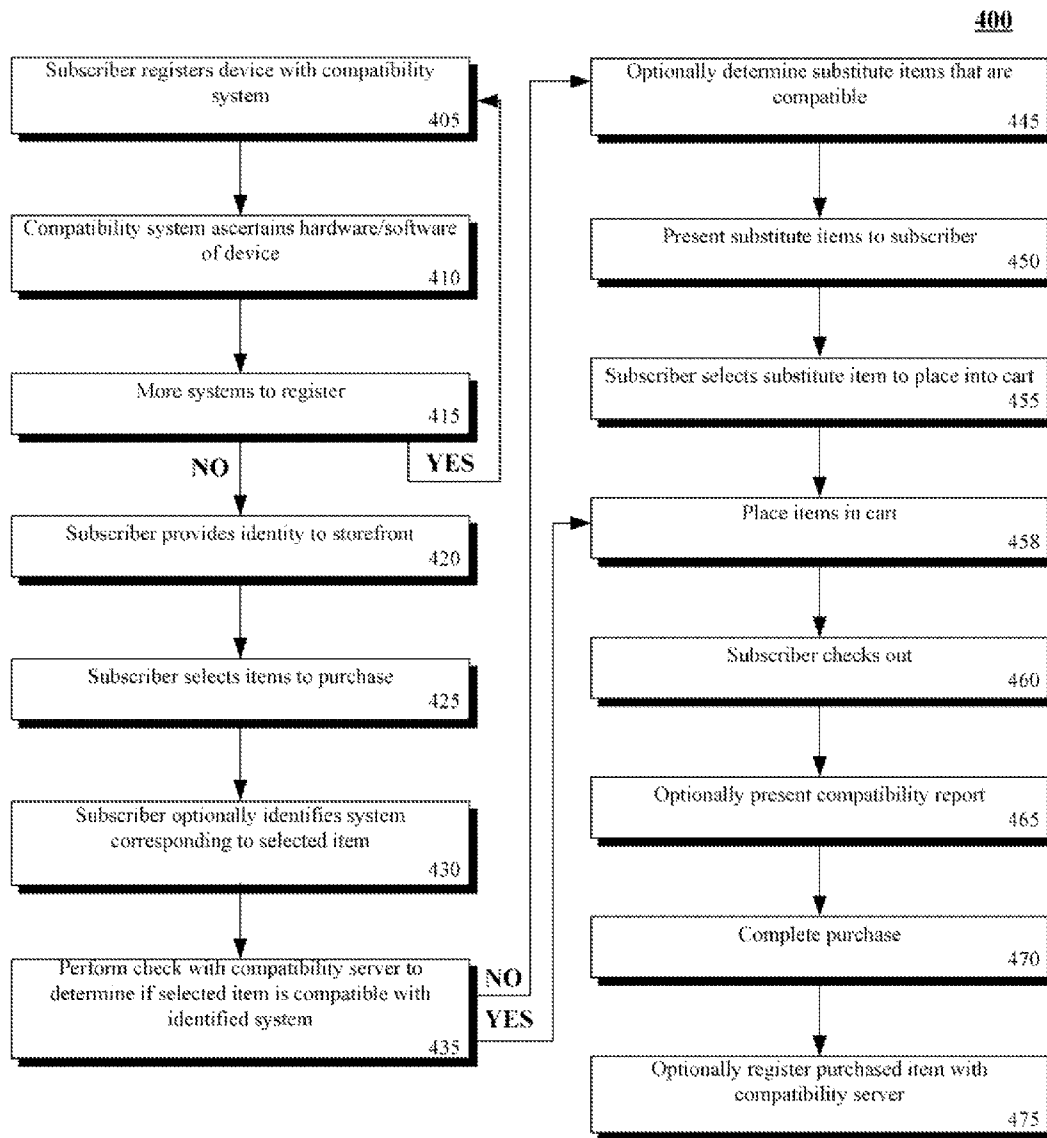 400
Subscriber registers device with compatibility
system
405
Compatibility system ascertains hardware/software
of device
410
More systems to register
415
NO
YES
Subscriber provides identity to storefront
420
Subscriber selects items to purchase
425
Subscriber optionally identifies system
corresponding to selected item
430
Perform check with compatibility server to
determine if selected item is compatible with
identified system
435
NO
YES
Optionally determine substitute items that are
compatible
445
Present substitute items to subscriber
450
Subscriber selects substitute item to place into cart
455
Place items in cart
458
Subscriber checks out
460
Optionally present compatibility report
465
Complete purchase
470
Optionally register purchased item with
compatibility server
475